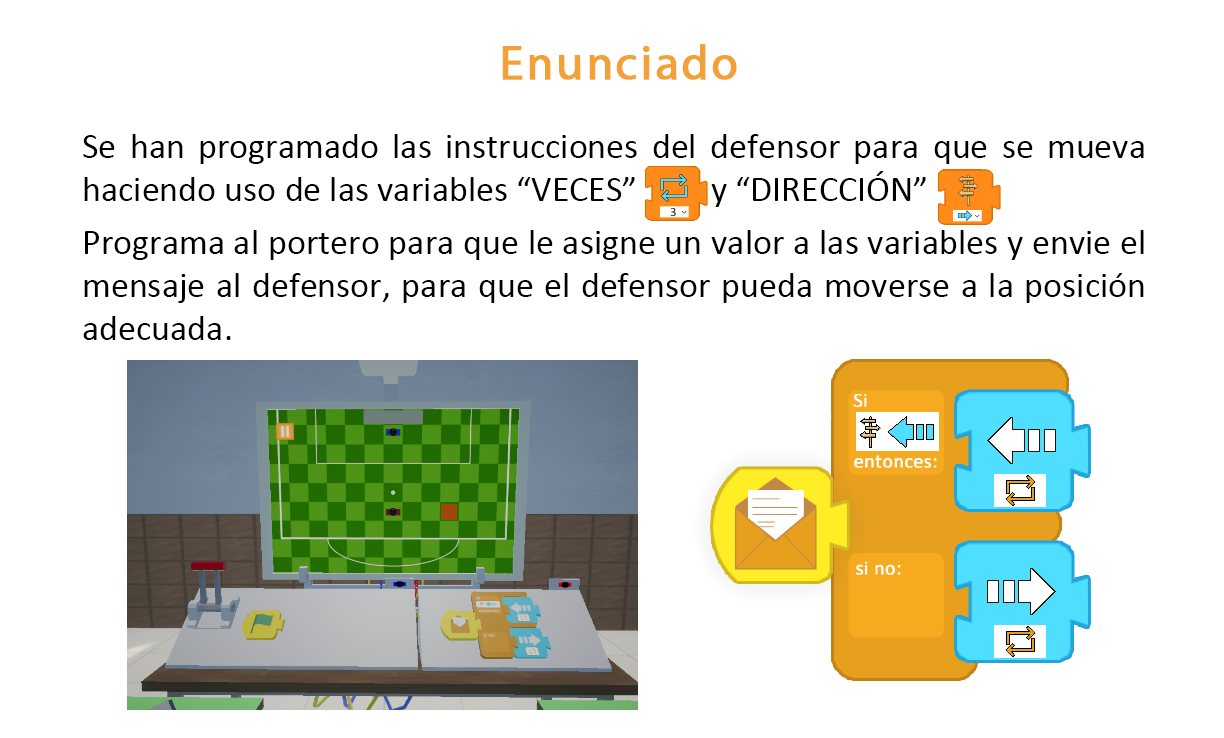 Enunciado
Se han programado las instrucciones del defensor para que se mueva
haciendo uso de las variables “VECES” 3 y “DIRECCIÓN”
Programa al portero para que le asigne un valor a las variables y envie el
mensaje al defensor, para que el defensor pueda moverse a la posición
adecuada.
Si
entonces:
si no: